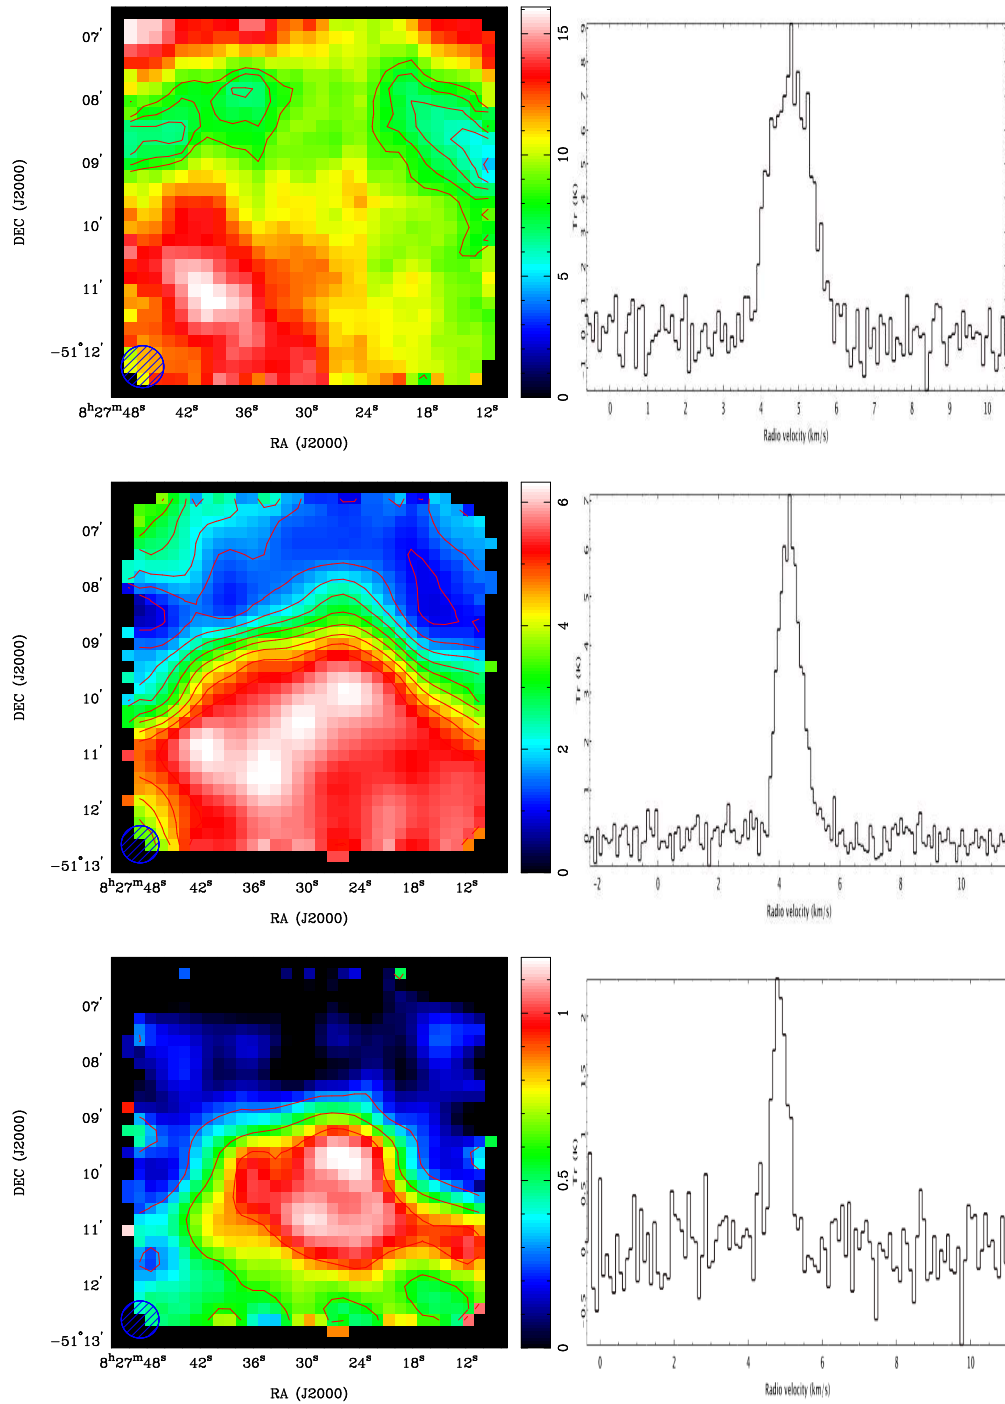 07'
08'
09'
10'
11'
−51°12'
DEC (J2000)
8ʰ27ᵐ48ˢ 42ˢ 36ˢ 30ˢ 24ˢ 18ˢ 12ˢ
RA (J2000)
0 5 10 15
Tr (K)
0 1 2 3 4 5 6 7 8 9 10
Radio velocity (km/s)
07'
08'
09'
10'
11'
12'
−51°13'
DEC (J2000)
8ʰ27ᵐ48ˢ 42ˢ 36ˢ 30ˢ 24ˢ 18ˢ 12ˢ
RA (J2000)
0 2 4 6
Tr (K)
-2 0 2 4 6 8 10
Radio velocity (km/s)
07'
08'
09'
10'
11'
12'
−51°13'
DEC (J2000)
8ʰ27ᵐ48ˢ 42ˢ 36ˢ 30ˢ 24ˢ 18ˢ 12ˢ
RA (J2000)
0 0.5 1
Tr (K)
0 2 4 6 8 10
Radio velocity (km/s)